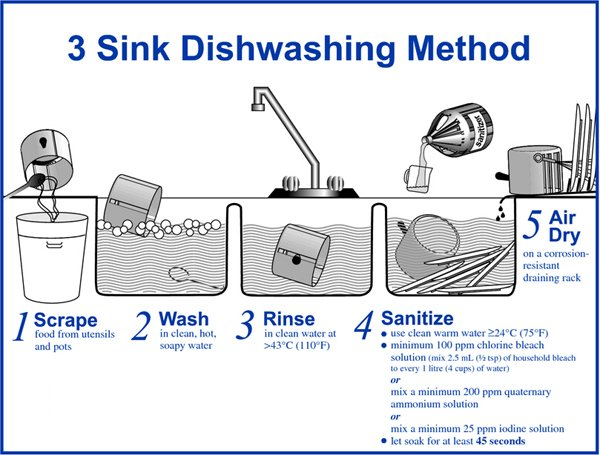 3 Sink Dishwashing Method
sanitizer
1 Scrape
food from utensils
and pots
2 Wash
in clean, hot,
soapy water
3 Rinse
in clean water at
>43°C (110°F)
4 Sanitize
● use clean warm water ≥24°C (75°F)
● minimum 100 ppm chlorine bleach
solution (mix 2.5 mL (½ tsp) of household bleach
to every 1 litre (4 cups) of water)
or
mix a minimum 200 ppm quaternary
ammonium solution
or
mix a minimum 25 ppm iodine solution
● let soak for at least 45 seconds
5 Air
Dry
on a corrosion-
resistant
draining rack